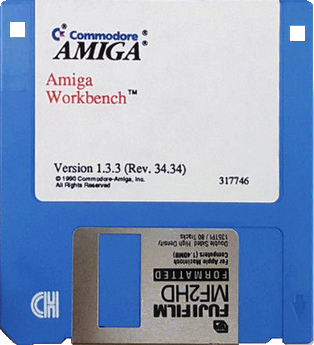 Commodore®
AMIGA®
Amiga
Workbench™
Version 1.3.3 (Rev. 34.34)
© 1990 Commodore-Amiga, Inc.
All Rights Reserved
317746
FUJIFILM
MF2HD
FORMATTED
For Apple Macintosh
Computers (1.40MB)
Double Sided High Density
135TPI / 80 Tracks